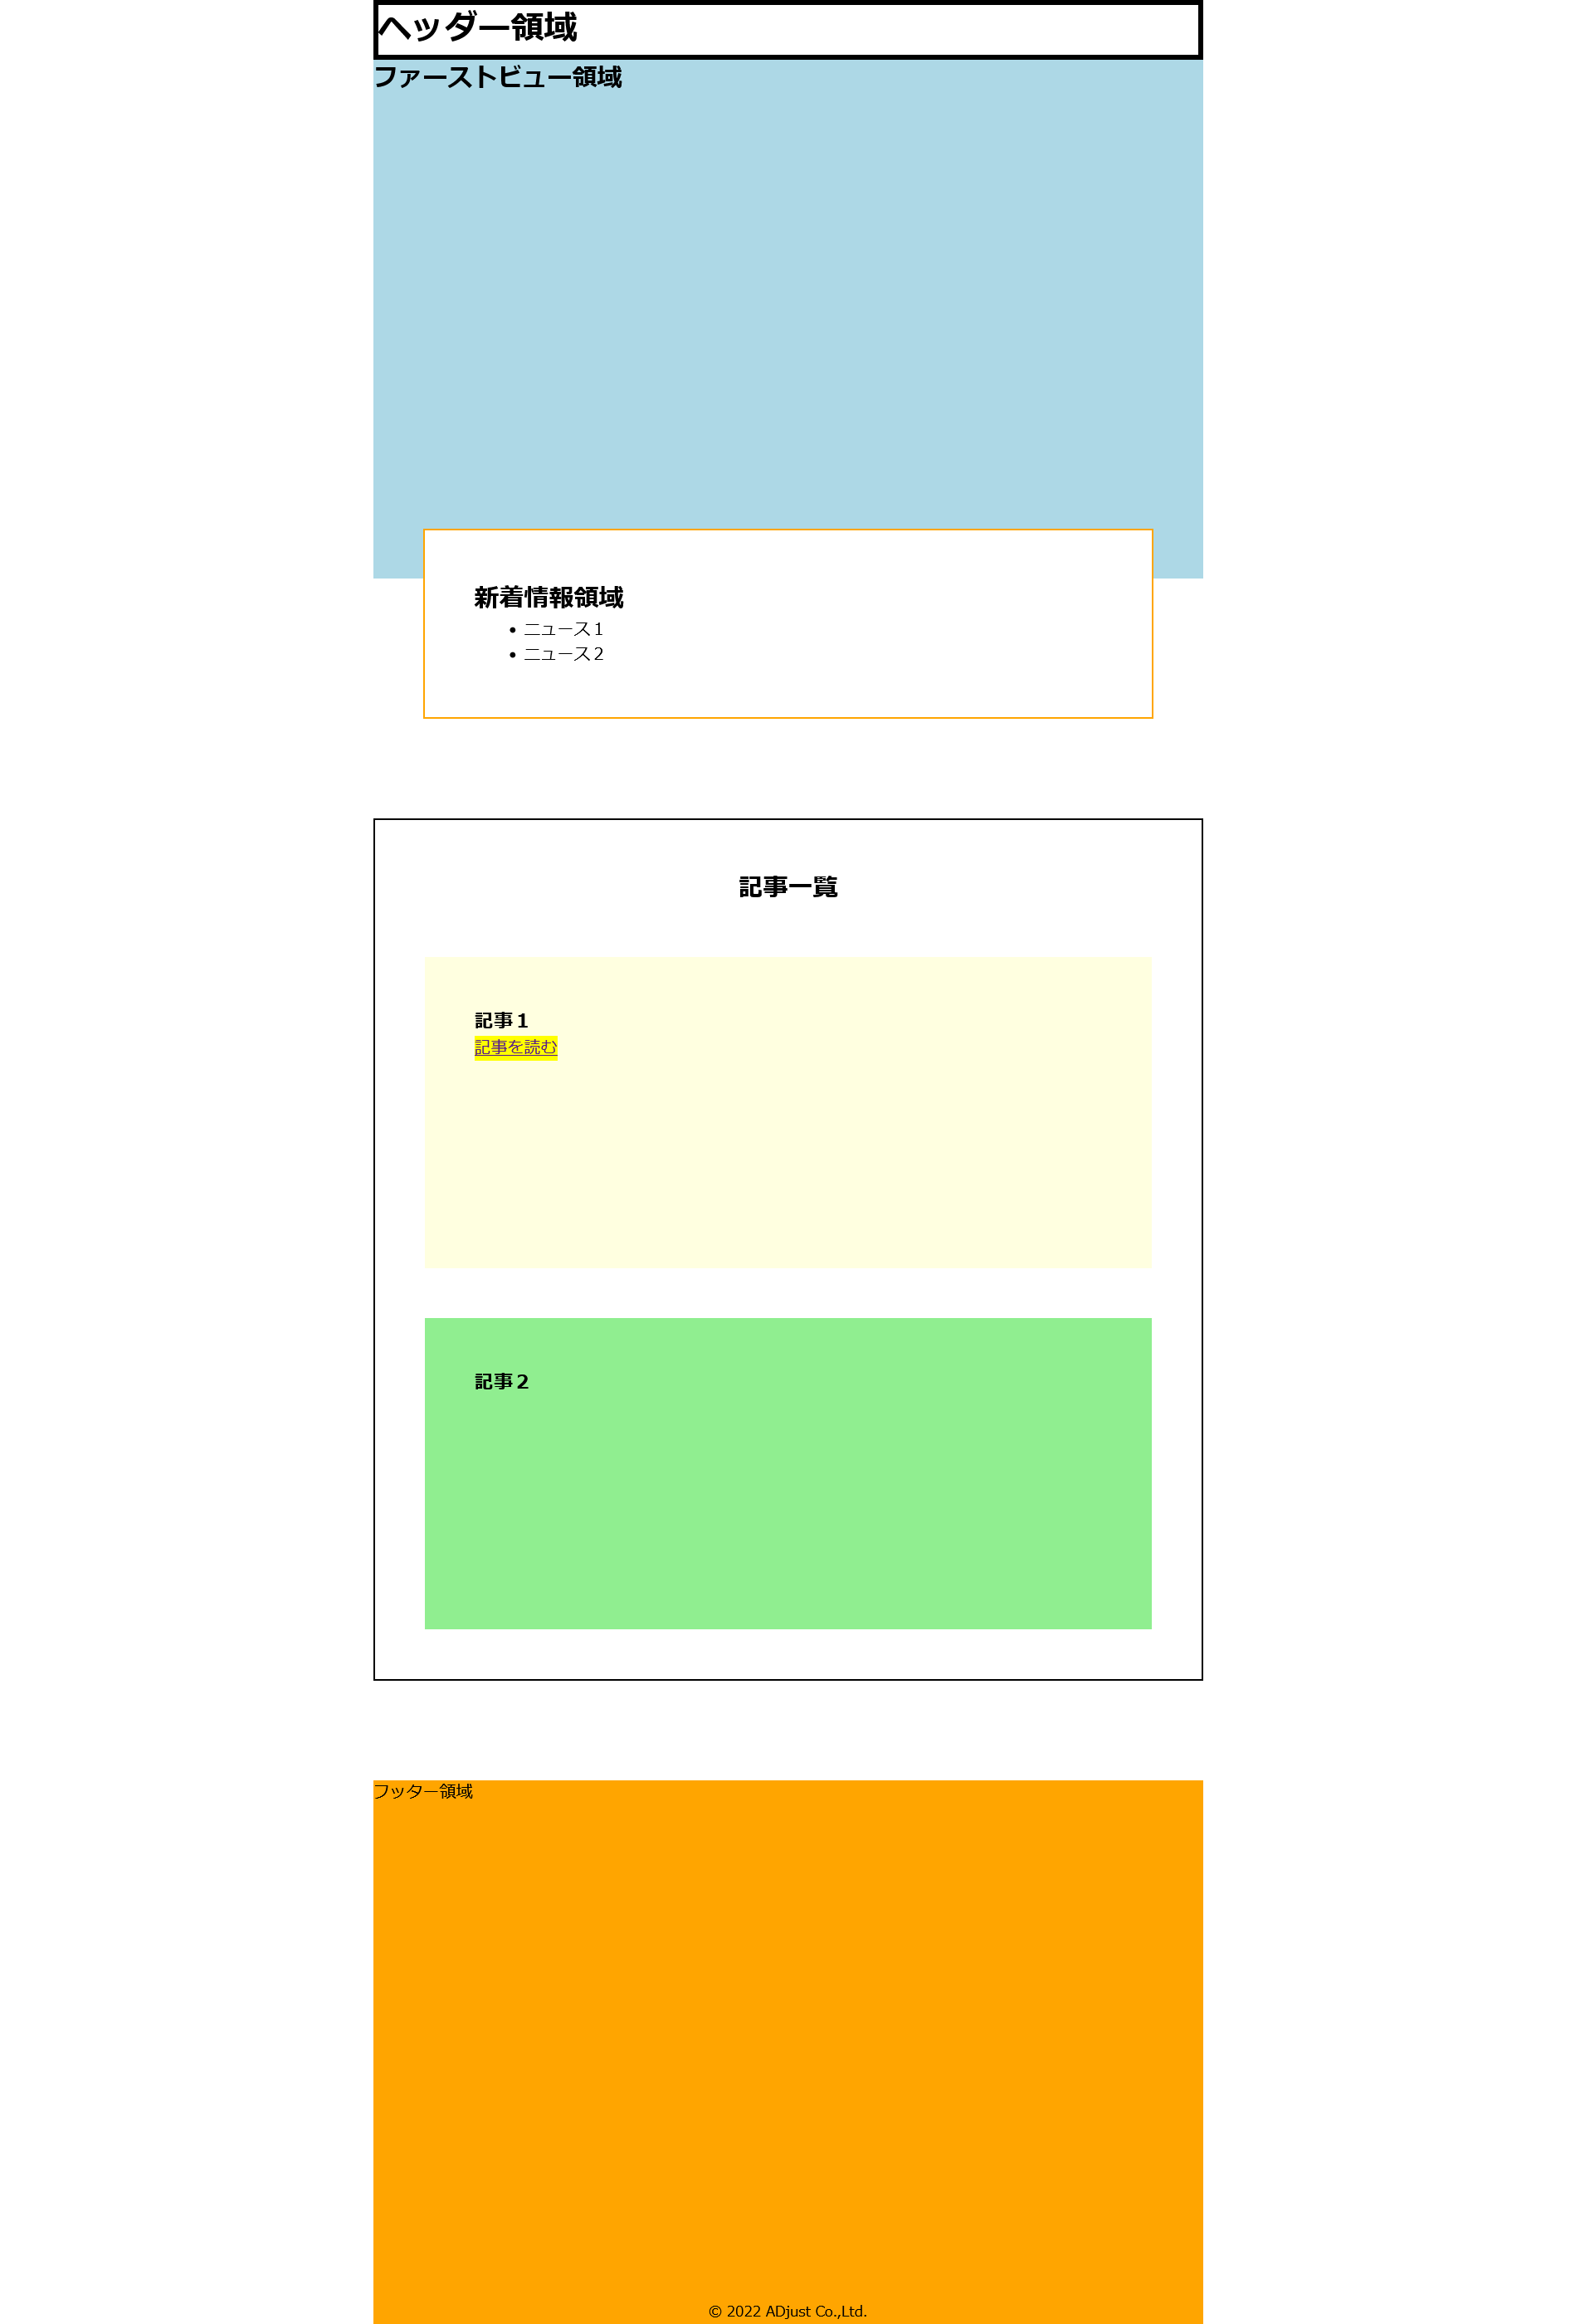 ヘッダー領域
ファーストビュー領域
新着情報領域
• ニュース１
• ニュース２
記事一覧
記事１
記事を読む
記事２
フッター領域
© 2022 ADjust Co.,Ltd.